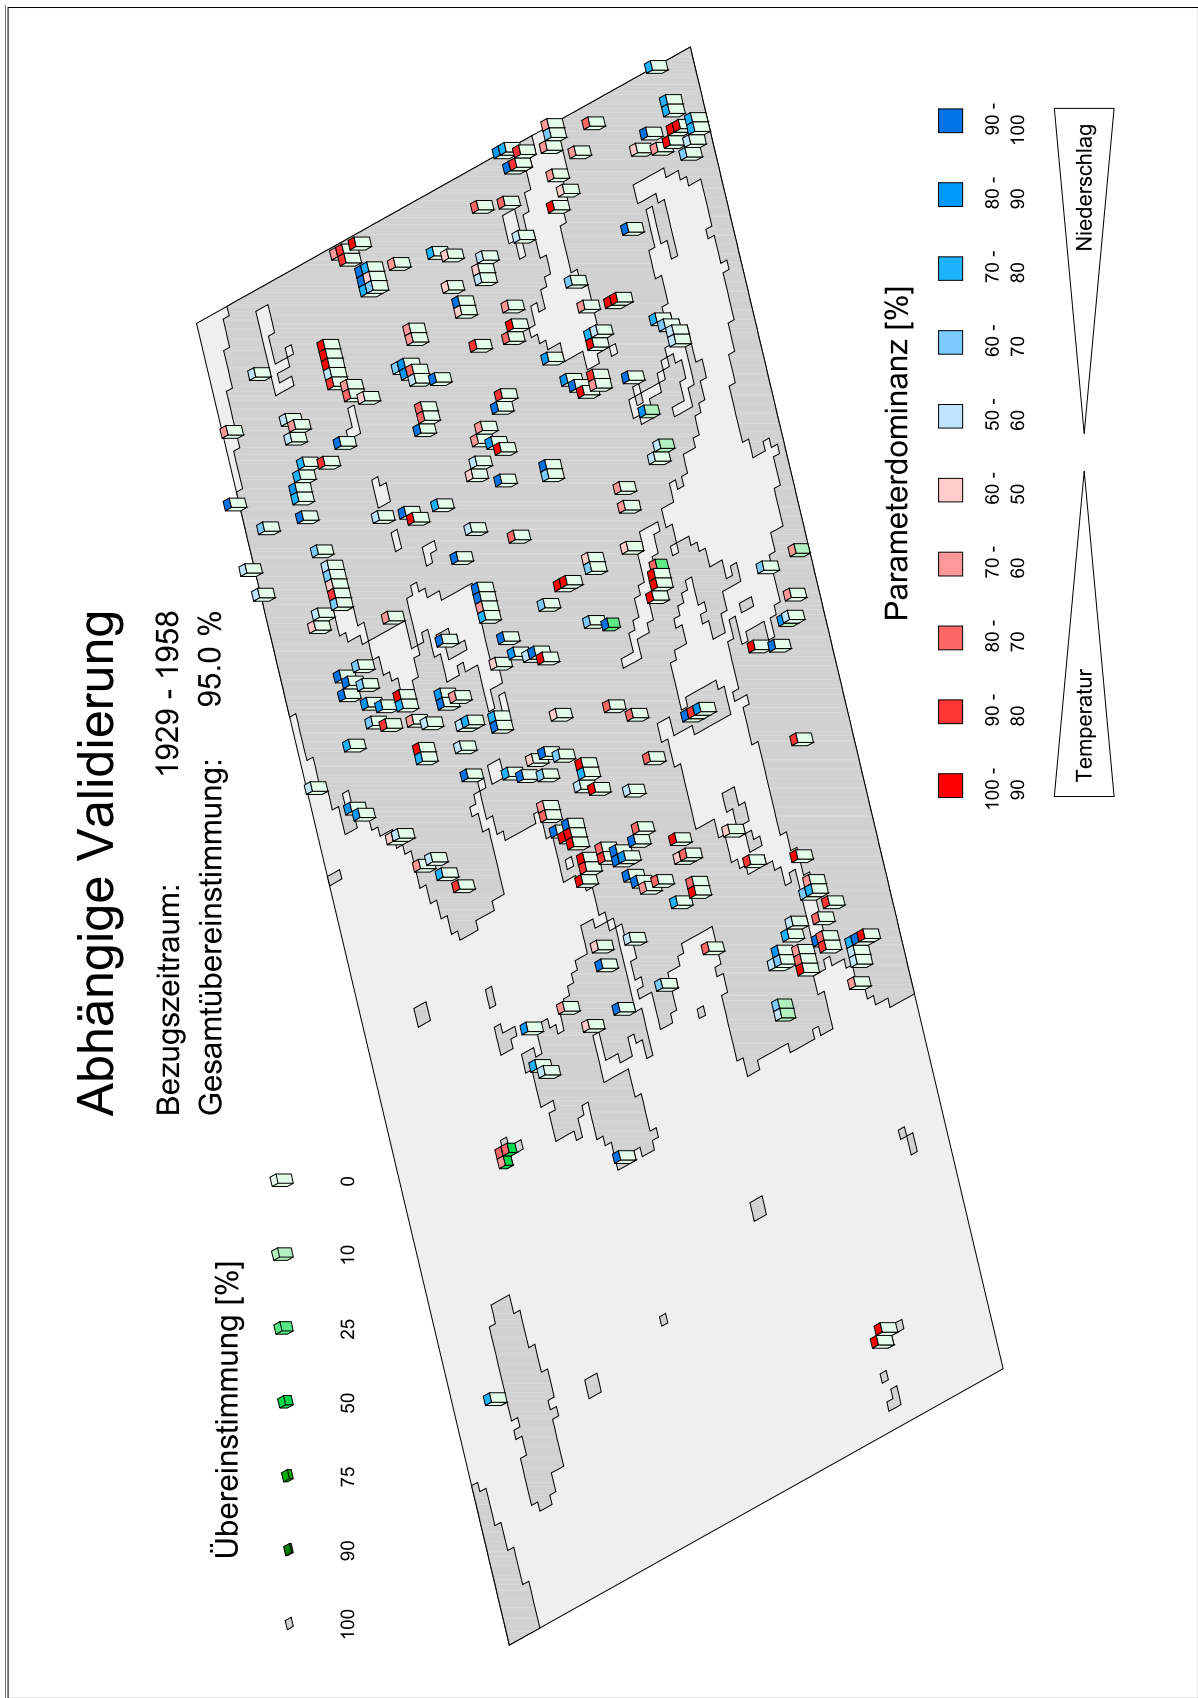 Abhängige Validierung
Bezugszeitraum: 1929 - 1958
Gesamtübereinstimmung: 95.0 %
Übereinstimmung [%]
100 90 75 50 25 10 0
Parameterdominanz [%]
100 - 90 - 80 - 70 - 60 - 50 - 60 - 70 - 80 - 90 -
90 80 70 60 50 60 70 80 90 100
Temperatur Niederschlag